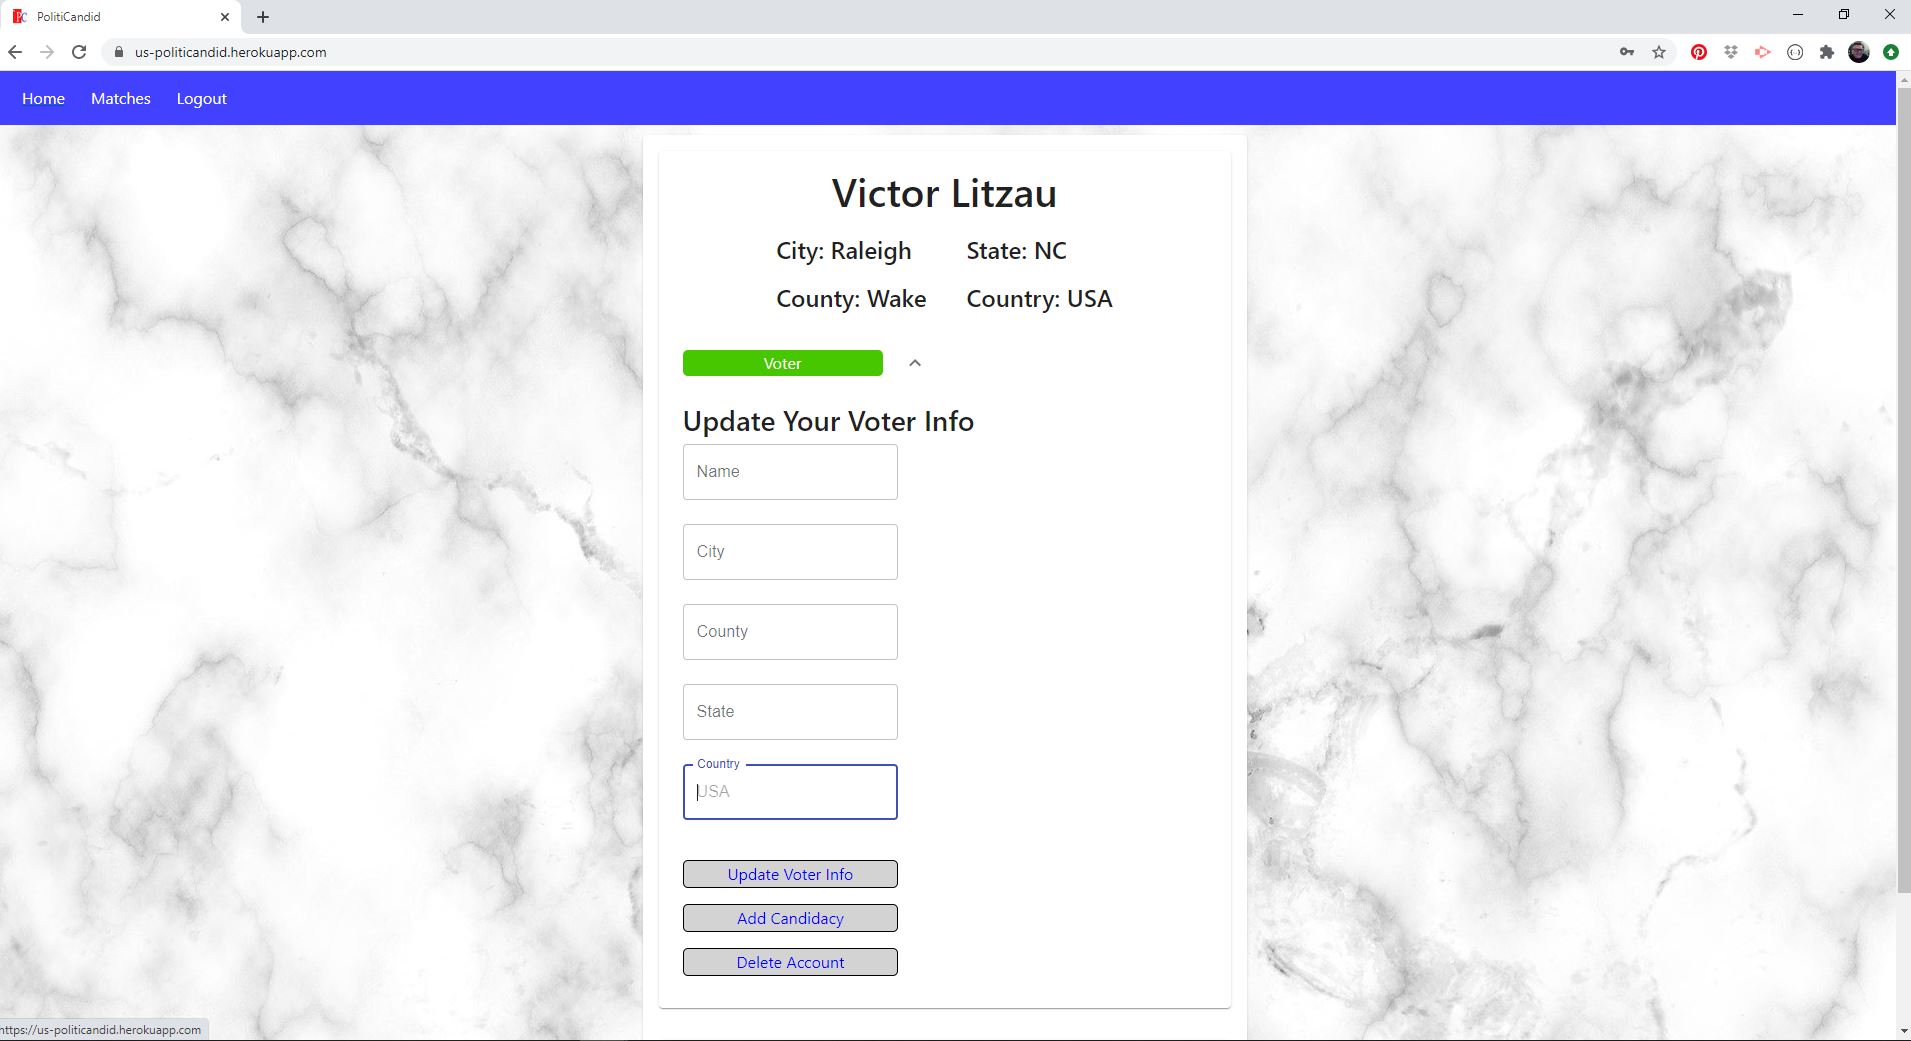 PolitiCandid
us-politicandid.herokuapp.com
Home Matches Logout
Victor Litzau
City: Raleigh State: NC
County: Wake Country: USA
Voter
Update Your Voter Info
Name
City
County
State
Country
USA
Update Voter Info
Add Candidacy
Delete Account
https://us-politicandid.herokuapp.com